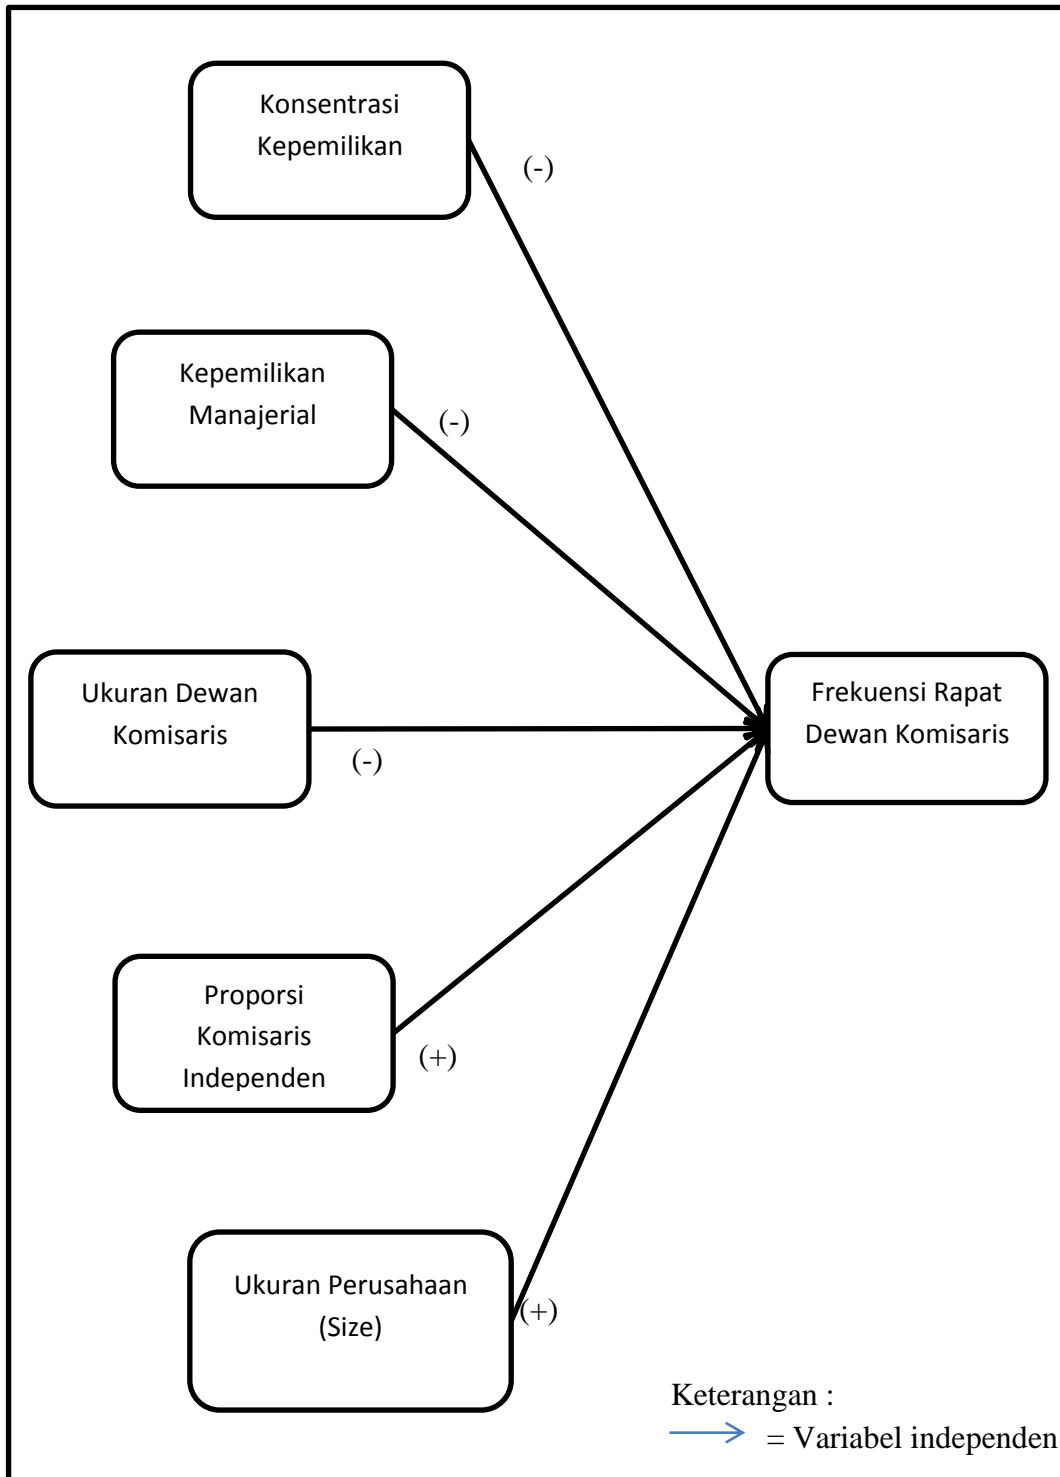 Konsentrasi
Kepemilikan
(-)
Kepemilikan
Manajerial
(-)
Ukuran Dewan
Komisaris
(-)
Frekuensi Rapat
Dewan Komisaris
Proporsi
Komisaris
Independen
(+)
Ukuran Perusahaan
(Size)
(+)
Keterangan :
= Variabel independen